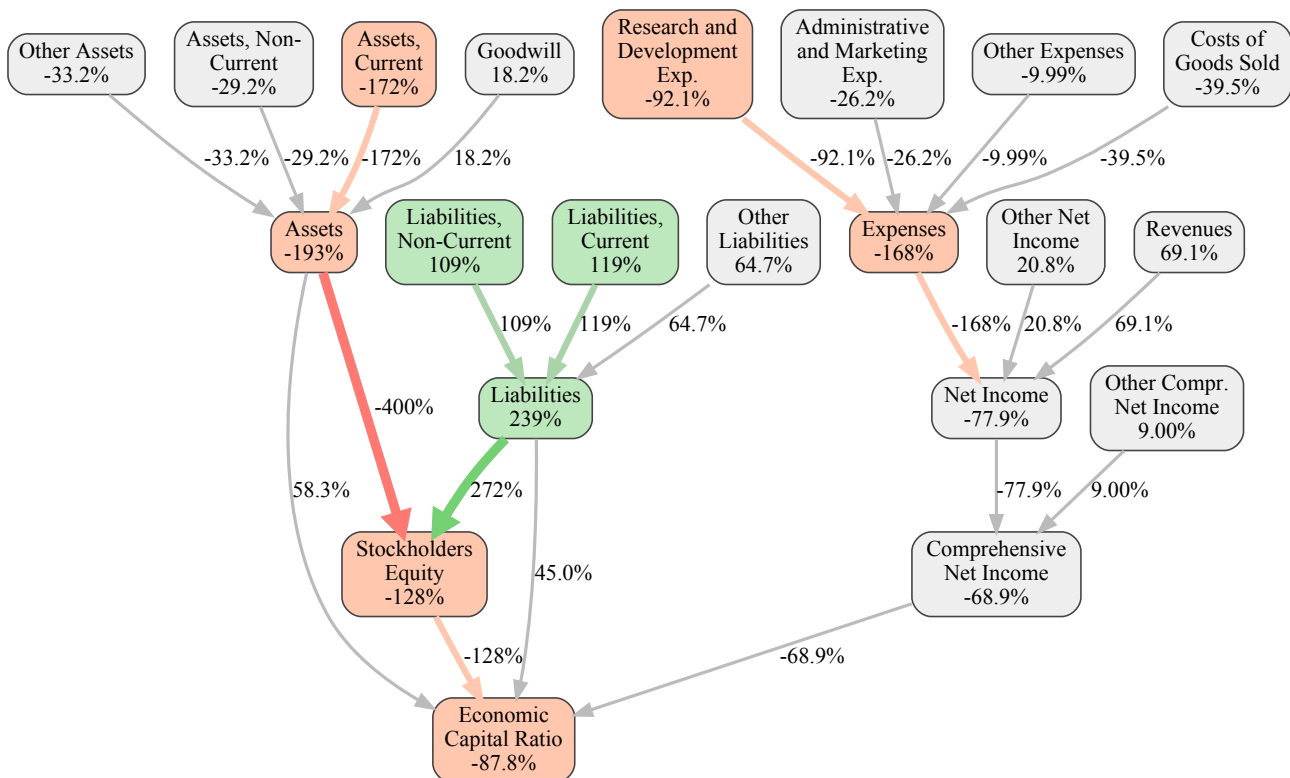 Other Assets
-33.2%
Assets, Non-
Current
-29.2%
Assets,
Current
-172%
Goodwill
18.2%
Research and
Development
Exp.
-92.1%
Administrative
and Marketing
Exp.
-26.2%
Other Expenses
-9.99%
Costs of
Goods Sold
-39.5%
-33.2%
-29.2%
-172%
18.2%
-92.1%
-26.2%
-9.99%
-39.5%
Assets
-193%
Liabilities,
Non-Current
109%
Liabilities,
Current
119%
Other
Liabilities
64.7%
Expenses
-168%
Other Net
Income
20.8%
Revenues
69.1%
109%
119%
64.7%
-168%
20.8%
69.1%
-400%
Liabilities
239%
Net Income
-77.9%
Other Compr.
Net Income
9.00%
58.3%
272%
-77.9%
9.00%
Stockholders
Equity
-128%
45.0%
Comprehensive
Net Income
-68.9%
-128%
-68.9%
Economic
Capital Ratio
-87.8%